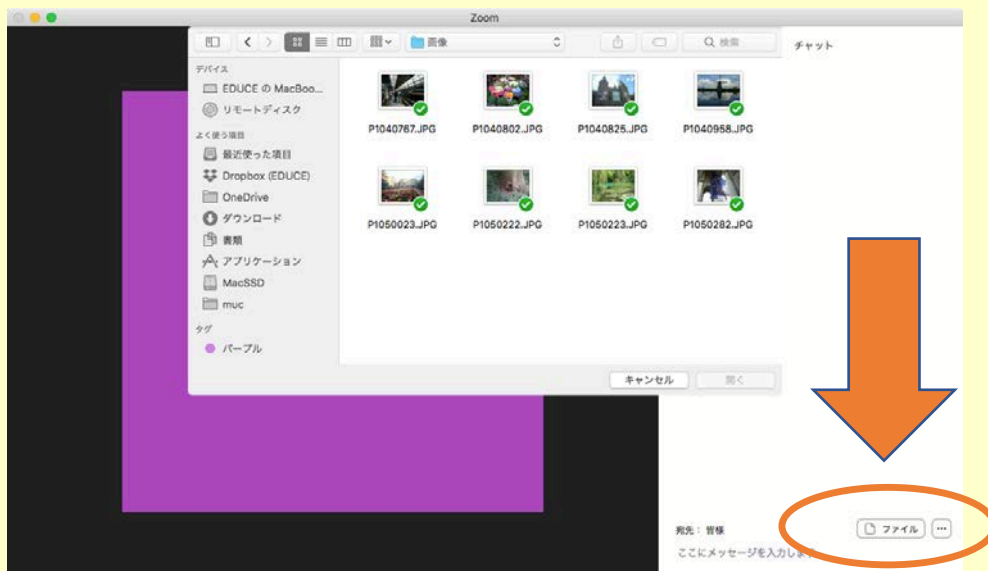 Zoom
画像
検索
チャット
デバイス
EDUCE の MacBoo...
リモートディスク
よく使う項目
最近使った項目
Dropbox (EDUCE)
OneDrive
ダウンロード
書類
アプリケーション
MacSSD
muc
タグ
パープル
P1040767.JPG P1040802.JPG P1040825.JPG P1040958.JPG
P1050023.JPG P1050222.JPG P1050223.JPG P1050282.JPG
キャンセル 開く
宛先： 皆様
ファイル ...
ここにメッセージを入力しま